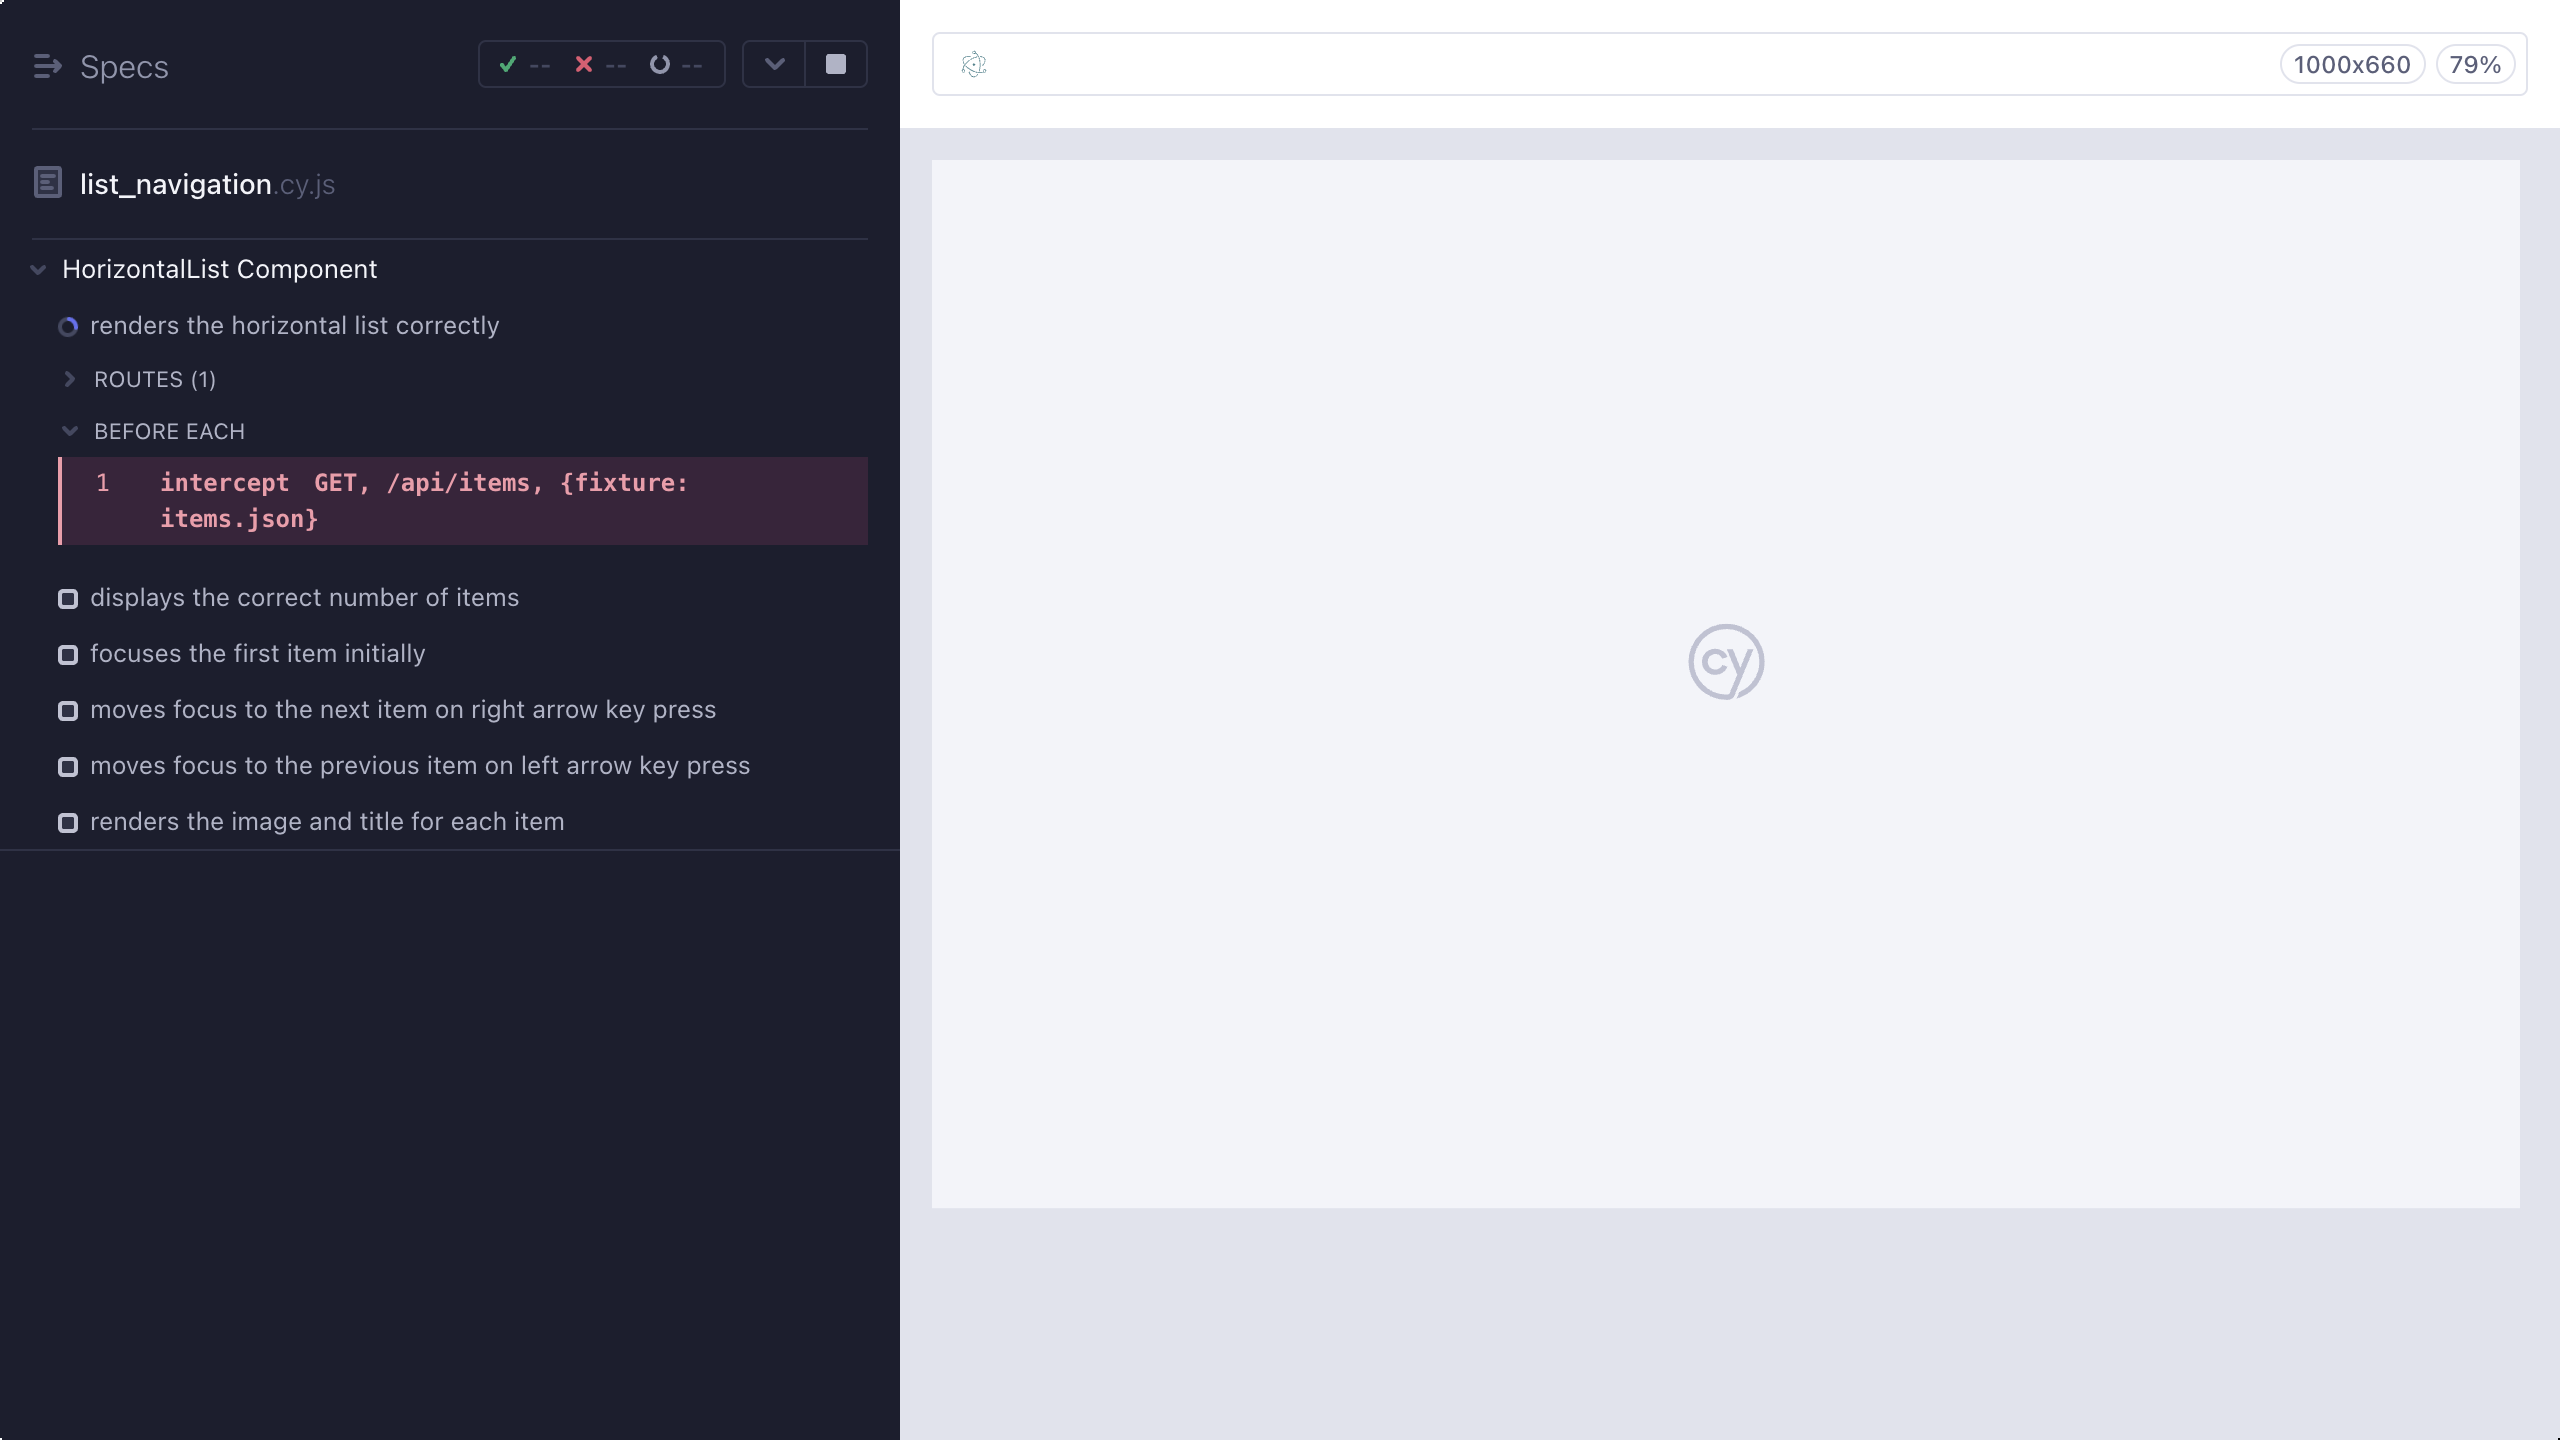 Specs
-- -- --
list_navigation.cy.js
HorizontalList Component
renders the horizontal list correctly
ROUTES (1)
BEFORE EACH
1 intercept GET, /api/items, {fixture:
items.json}
displays the correct number of items
focuses the first item initially
moves focus to the next item on right arrow key press
moves focus to the previous item on left arrow key press
renders the image and title for each item
1000x660 79%
cy